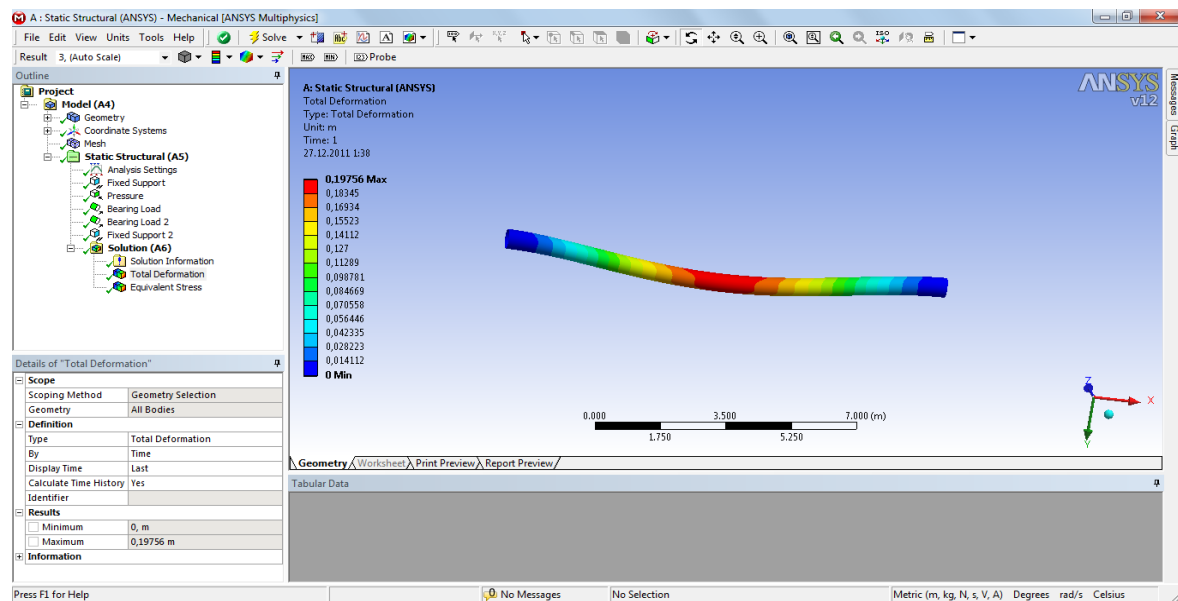 A : Static Structural (ANSYS) - Mechanical [ANSYS Multiphysics]
File Edit View Units Tools Help Solve
Result 3, (Auto Scale) MAX MIN Probe
Outline
Project
Model (A4)
Geometry
Coordinate Systems
Mesh
Static Structural (A5)
Analysis Settings
Fixed Support
Pressure
Bearing Load
Bearing Load 2
Fixed Support 2
Solution (A6)
Solution Information
Total Deformation
Equivalent Stress
Details of "Total Deformation"
Scope
Scoping Method Geometry Selection
Geometry All Bodies
Definition
Type Total Deformation
By Time
Display Time Last
Calculate Time History Yes
Identifier
Results
Minimum 0, m
Maximum 0,19756 m
Information
A: Static Structural (ANSYS)
Total Deformation
Type: Total Deformation
Unit: m
Time: 1
27.12.2011 1:38
0,19756 Max
0,18345
0,16934
0,15523
0,14112
0,127
0,11289
0,098781
0,084669
0,070558
0,056446
0,042335
0,028223
0,014112
0 Min
ANSYS
v12
0.000 3.500 7.000 (m)
1.750 5.250
Z
X
Y
Geometry Worksheet Print Preview Report Preview
Tabular Data
Messages
Graph
Press F1 for Help 0 No Messages No Selection Metric (m, kg, N, s, V, A) Degrees rad/s Celsius